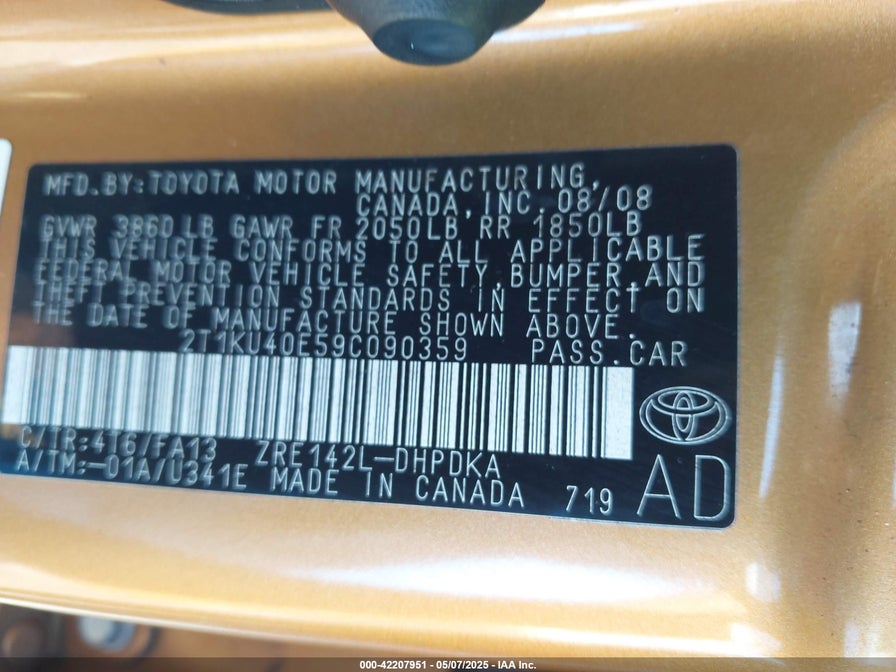 MFD.BY:TOYOTA MOTOR MANUFACTURING,
CANADA,INC. 08/08
GVWR 3860LB GAWR FR 2050LB RR 1850LB
THIS VEHICLE CONFORMS TO ALL APPLICABLE
FEDERAL MOTOR VEHICLE SAFETY,BUMPER,AND
THEFT PREVENTION STANDARDS IN EFFECT ON
THE DATE OF MANUFACTURE SHOWN ABOVE.
2T1KU40E59C090359 PASS.CAR
C/TR:4T6/FA13 ZRE142L-DHPDKA
A/TM:-01A/U341E MADE IN CANADA 719 AD
000-42207951 - 05/07/2025 - IAA Inc.